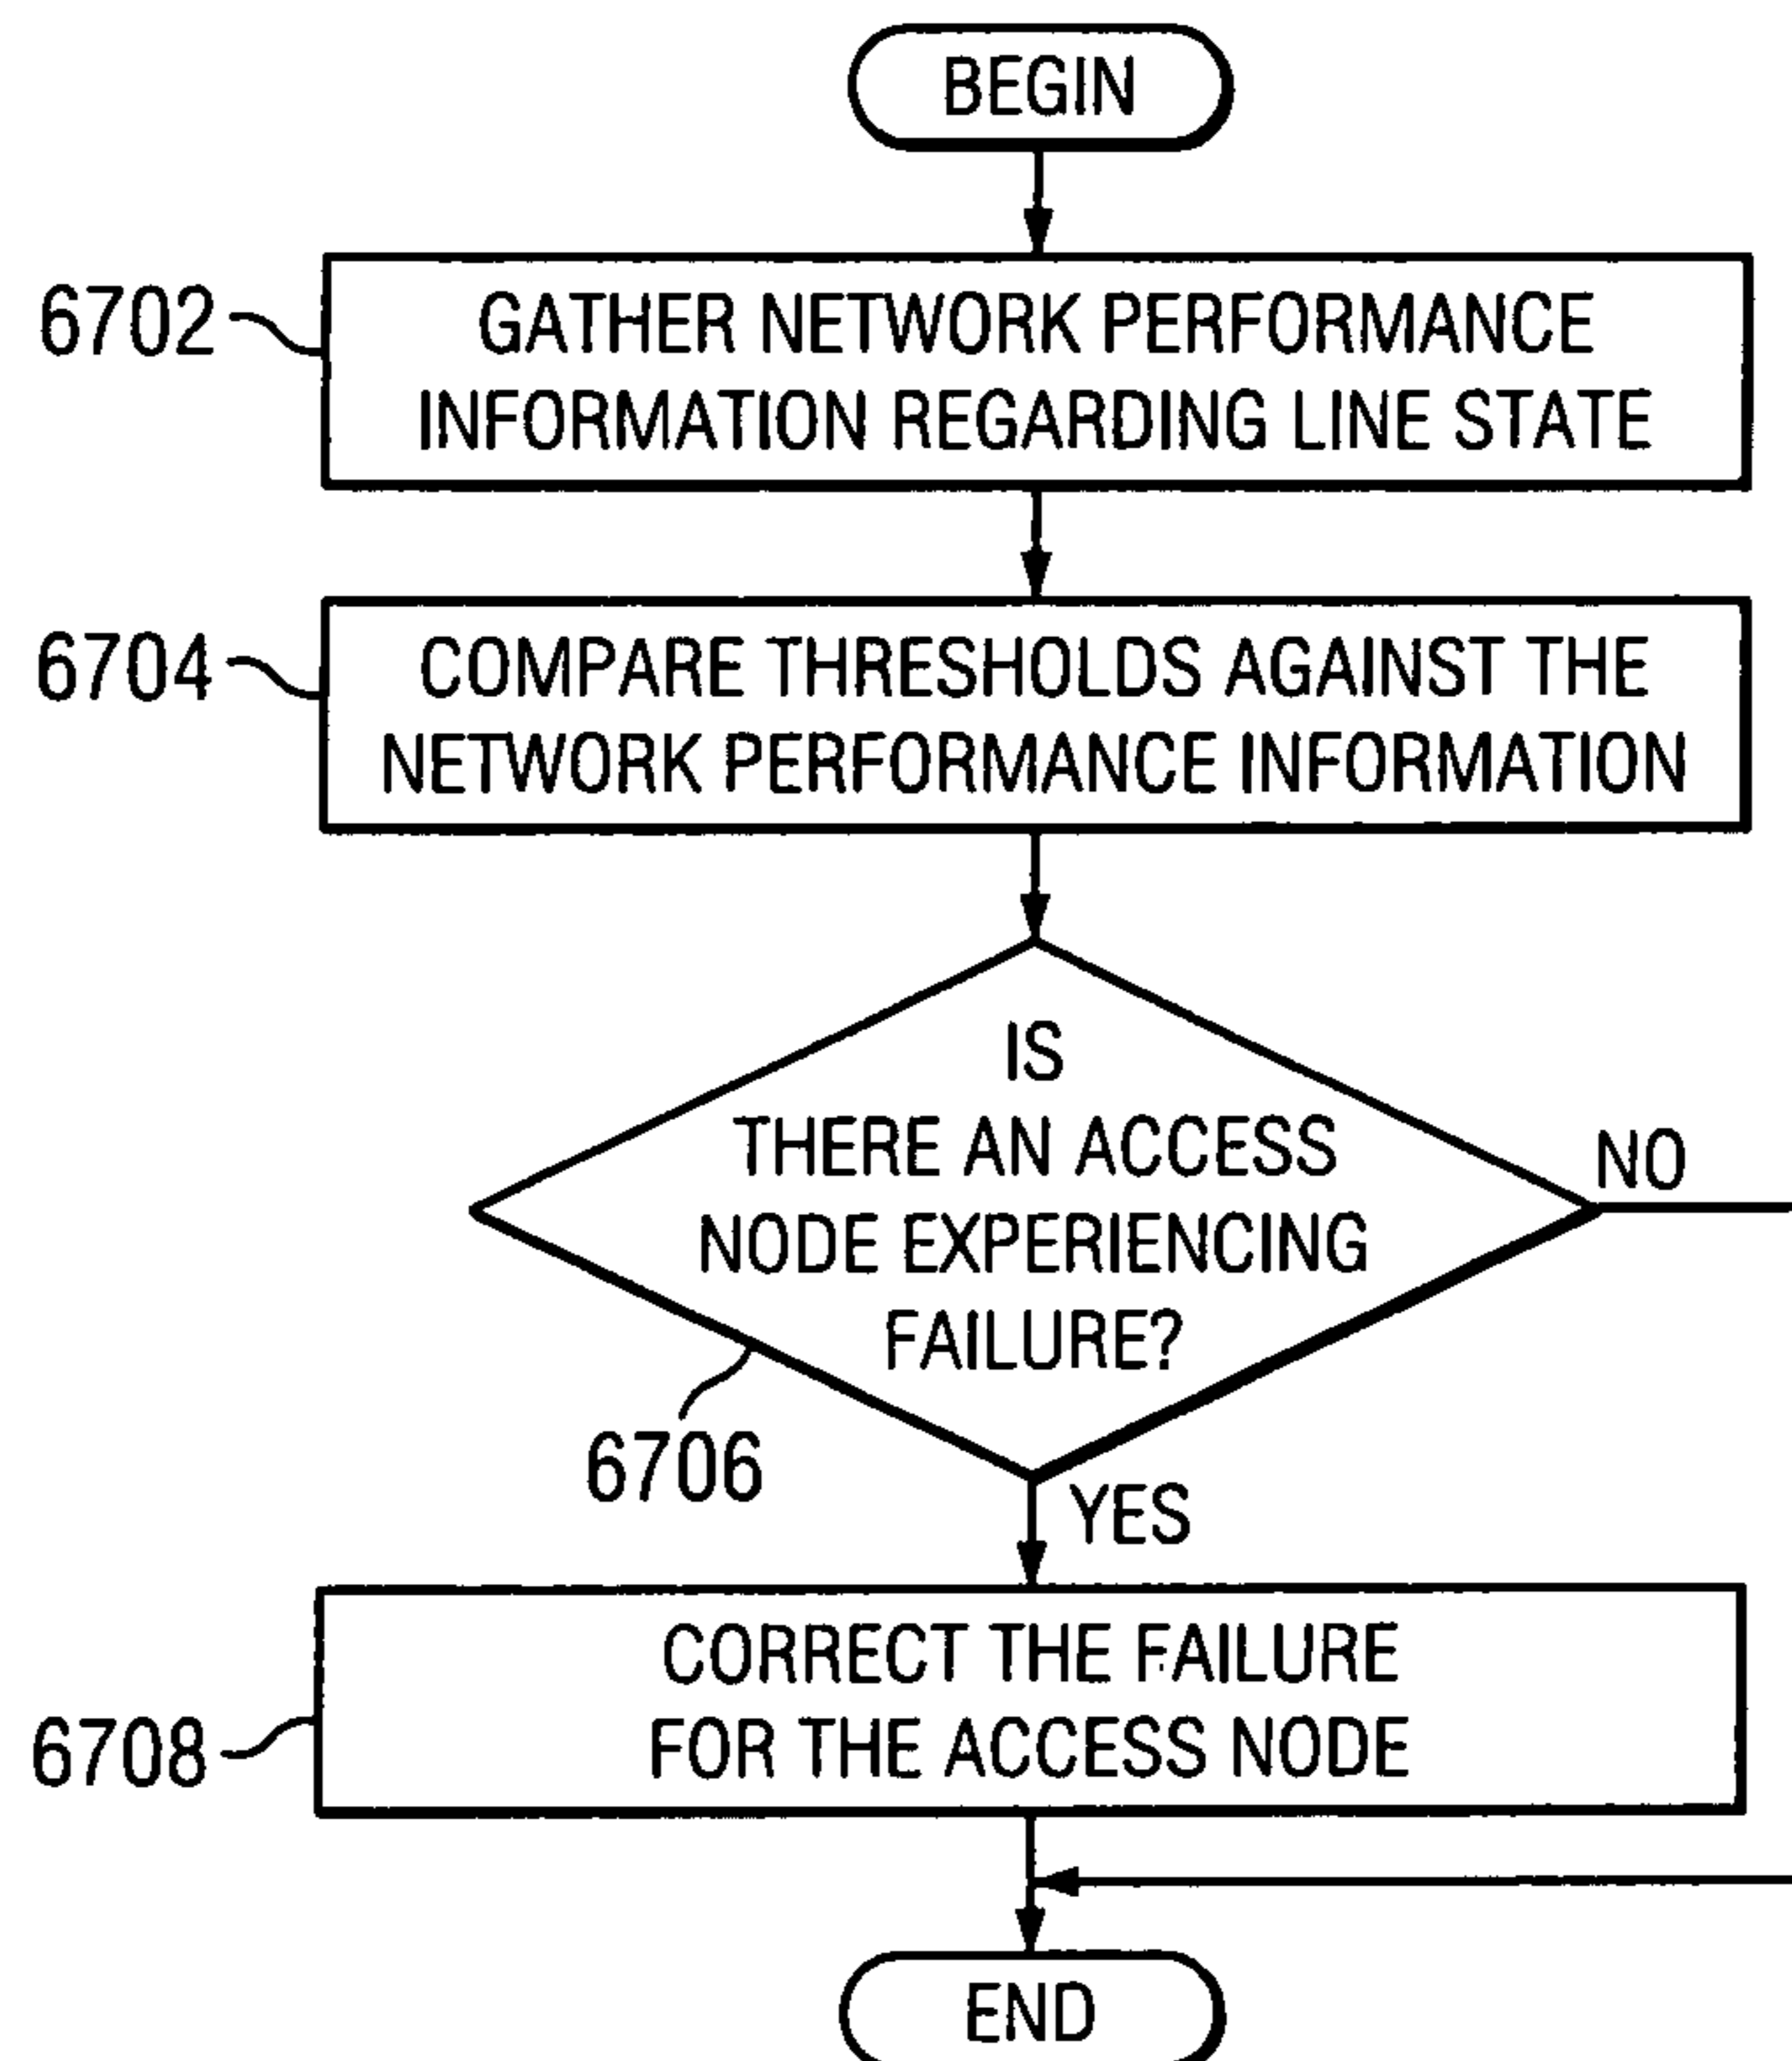 BEGIN
6702
GATHER NETWORK PERFORMANCE
INFORMATION REGARDING LINE STATE
6704
COMPARE THRESHOLDS AGAINST THE
NETWORK PERFORMANCE INFORMATION
IS
THERE AN ACCESS
NODE EXPERIENCING
FAILURE?
NO
6706
YES
6708
CORRECT THE FAILURE
FOR THE ACCESS NODE
END